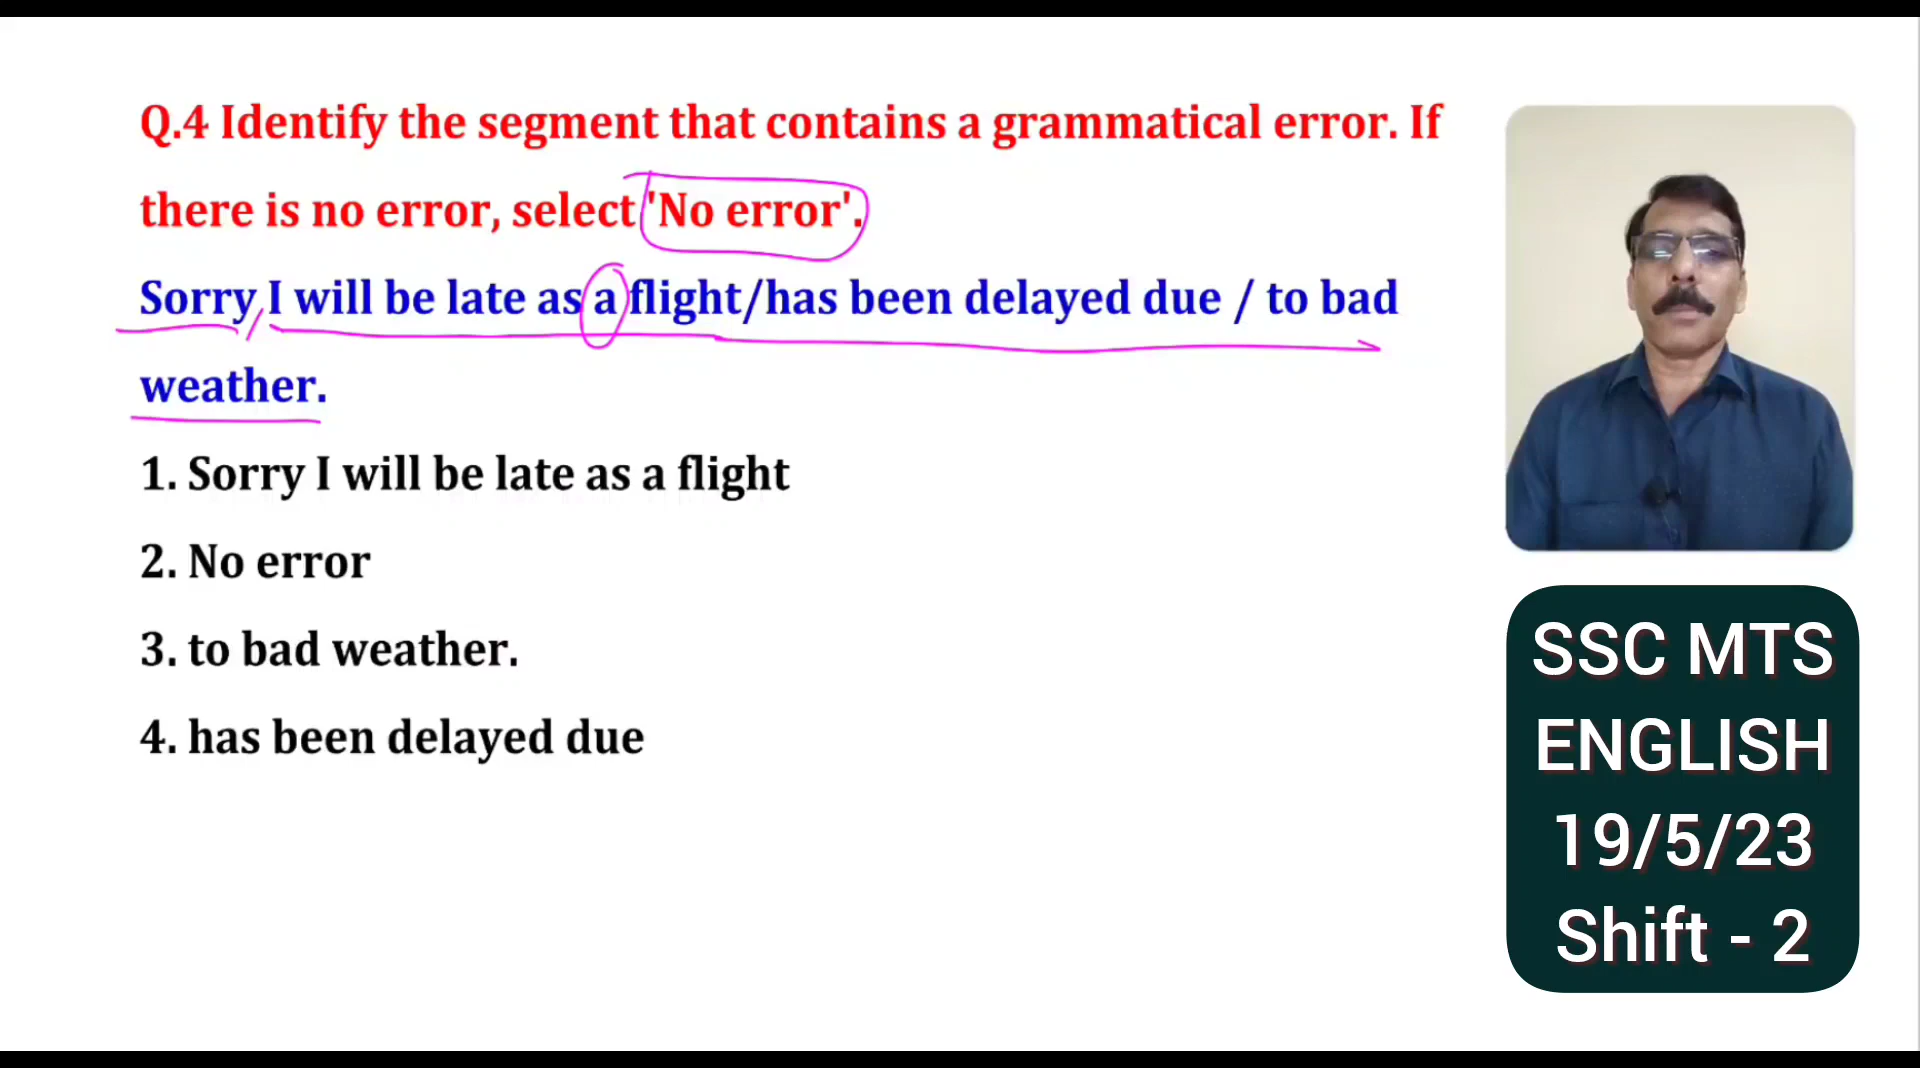 Q.4 Identify the segment that contains a grammatical error. If
there is no error, select 'No error'.
Sorry I will be late as a flight/has been delayed due / to bad
weather.
1. Sorry I will be late as a flight
2. No error
3. to bad weather.
4. has been delayed due
SSC MTS
ENGLISH
19/5/23
Shift - 2